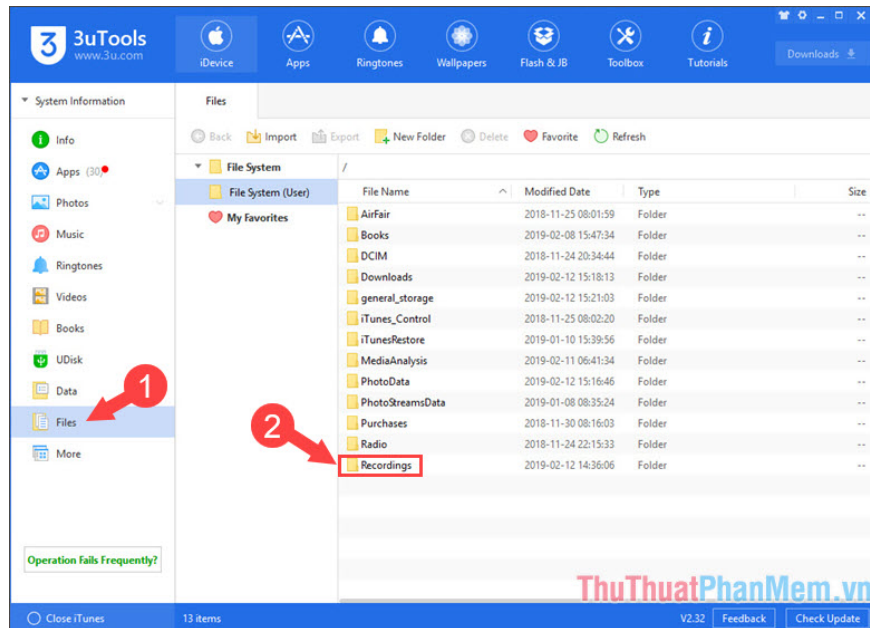 3uTools
www.3u.com
iDevice
Apps
Ringtones
Wallpapers
Flash & JB
Toolbox
Tutorials
Downloads
System Information
Files
Info
Apps (30)
Photos
Music
Ringtones
Videos
Books
UDisk
Data
Files
More
Operation Fails Frequently?
Back Import Export New Folder Delete Favorite Refresh
File System
File System (User)
My Favorites
/
File Name Modified Date Type Size
AirFair 2018-11-25 08:01:59 Folder --
Books 2019-02-08 15:47:34 Folder --
DCIM 2018-11-24 20:34:44 Folder --
Downloads 2019-02-12 15:18:13 Folder --
general_storage 2019-02-12 15:21:03 Folder --
iTunes_Control 2018-11-25 08:02:20 Folder --
iTunesRestore 2019-01-10 15:39:56 Folder --
MediaAnalysis 2019-02-11 06:41:34 Folder --
PhotoData 2019-02-12 15:16:46 Folder --
PhotoStreamsData 2019-01-08 08:35:24 Folder --
Purchases 2018-11-30 08:16:03 Folder --
Radio 2018-11-24 22:15:33 Folder --
Recordings 2019-02-12 14:36:06 Folder --
1
2
ThuThuatPhanMem.vn
Close iTunes
13 items
V2.32 Feedback Check Update